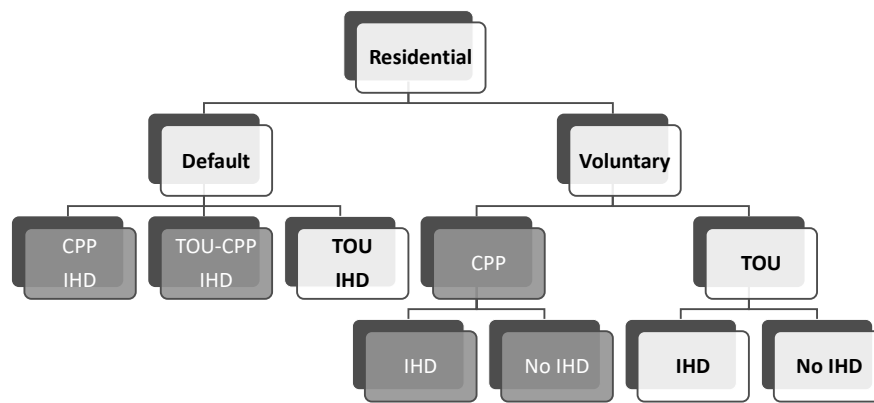 Residential
Default
Voluntary
CPP
IHD
TOU-CPP
IHD
TOU
IHD
CPP
TOU
IHD
No IHD
IHD
No IHD